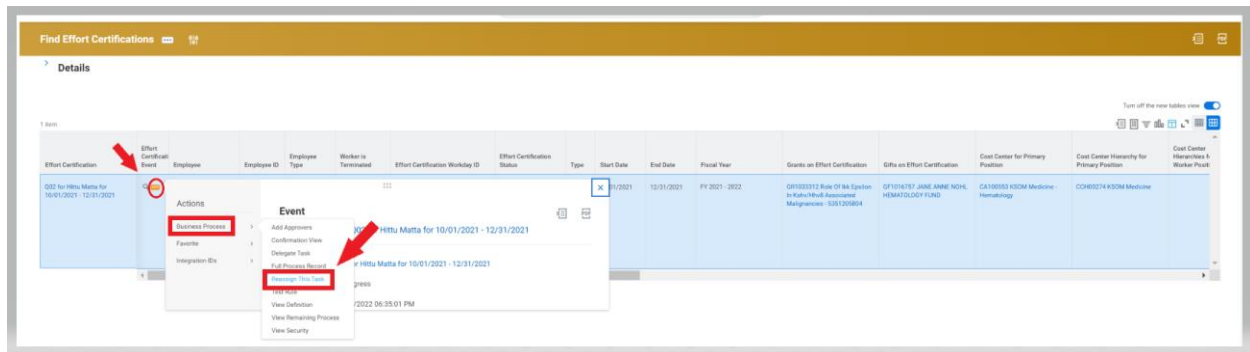 Find Effort Certifications
Details
Turn off the new tables view
1 item
Effort Certification
Effort Certificati Event
Employee
Employee ID
Employee Type
Worker is Terminated
Effort Certification Workday ID
Effort Certification Status
Type
Start Date
End Date
Fiscal Year
Grants on Effort Certification
Gifts on Effort Certification
Cost Center for Primary Position
Cost Center Hierarchy for Primary Position
Cost Center Hierarchies f
Worker Positi
Q02 for Hittu Matta for
10/01/2021 - 12/31/2021
01/2021
12/31/2021
FY 2021 - 2022
GR1033312 Role Of Ikk Epsilon
In Malignancies - 5351205804 -
GF1016757 JANE ANNE NOHL
HEMATOLOGY FUND
CA100553 KSOM Medicine -
Hematology
COH00274 KSOM Medicine
Actions
Business Process
Favorite
Integration IDs
Event
Hittu Matta for 10/01/2021 - 12/31/2021
Hittu Matta for 10/01/2021 - 12/31/2021
gress
/2022 06:35:01 PM
Add Approvers
Confirmation View
Delegate Task
Full Process Record
Reassign This Task
Test Rule
View Definition
View Remaining Process
View Security